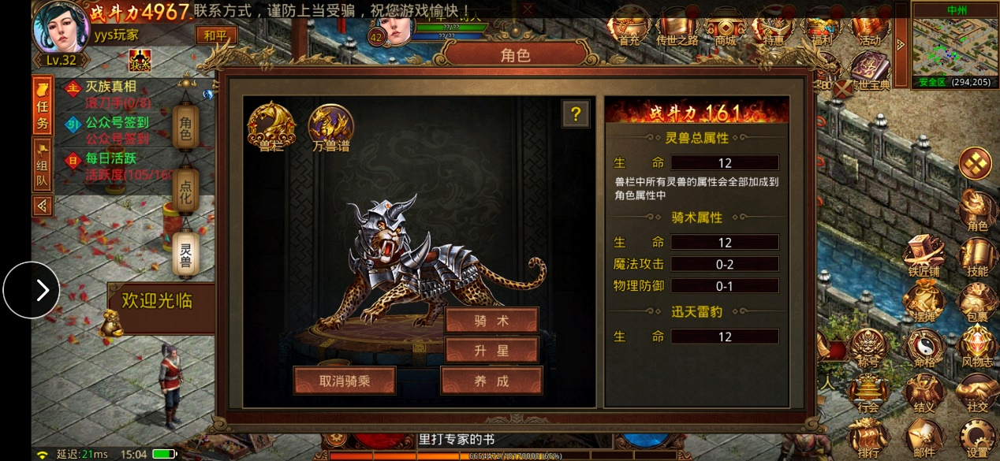 战斗力4967
联系方式，谨防上当受骗，祝您游戏愉快！
yys玩家
和平
Lv.32
状态
42
??/??
??/??
首充
传世之路
商城
特惠
福利
活动
传世宝典
中州
安全区 (294,205)
任务
组队
主 灭族真相
滚刀手(0/8)
引 公众号签到
公众号签到
日 每日活跃
活跃度(105/160
角色
点化
灵兽
欢迎光临
角色
兽栏
万兽谱
?
骑 术
升 星
取消骑乘
养 成
战斗力 161
灵兽总属性
生 命 12
兽栏中所有灵兽的属性会全部加成到
角色属性中
骑术属性
生 命 12
魔法攻击 0-2
物理防御 0-1
迅天雷豹
生 命 12
角色
铁匠铺
技能
摆摊
包裹
称号
命格
风物志
人
行会
结义
社交
排行
邮件
设置
里打专家的书
延迟:21ms 15:04